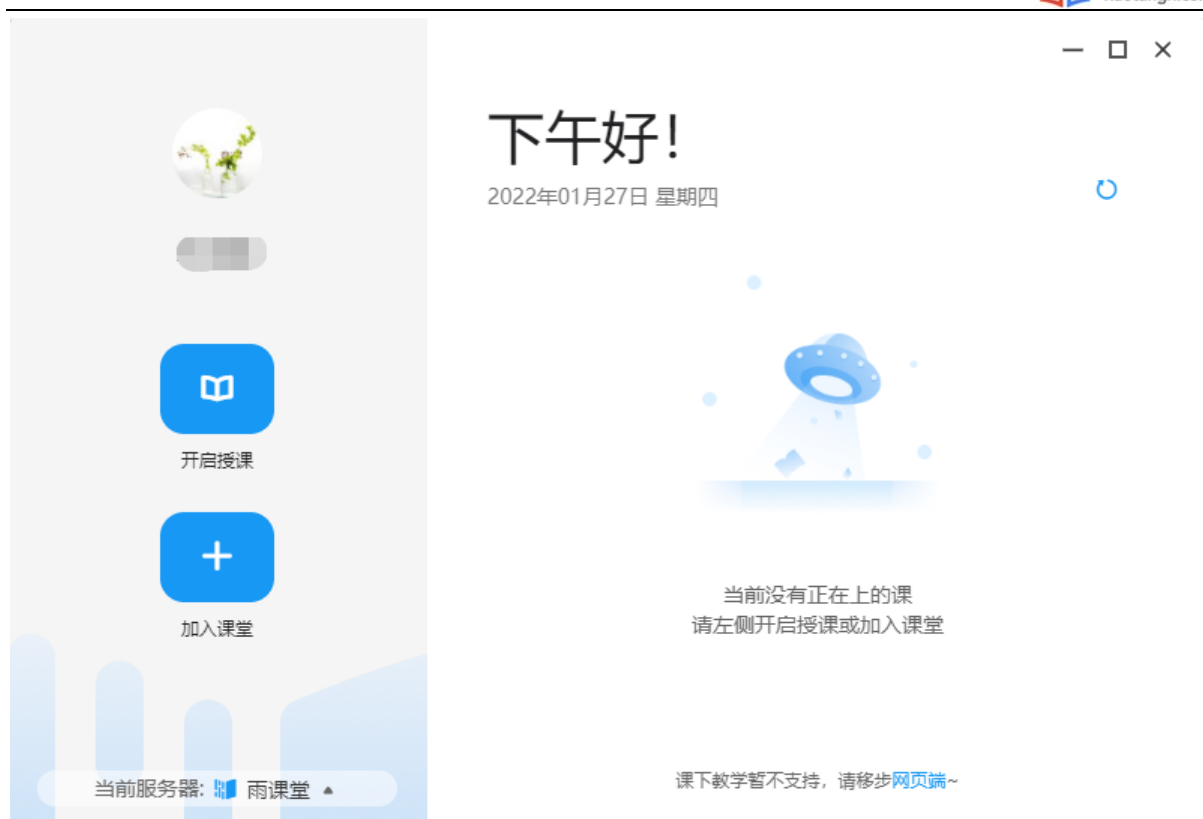 下午好!
2022年01月27日 星期四
开启授课
加入课堂
当前没有正在上的课
请左侧开启授课或加入课堂
当前服务器: 雨课堂
课下教学暂不支持，请移步网页端~